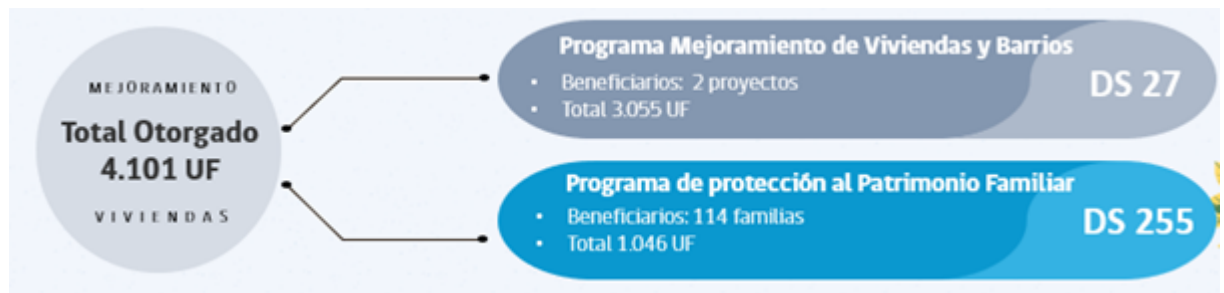 MEJORAMIENTO
Total Otorgado
4.101 UF
VIVIENDAS
Programa Mejoramiento de Viviendas y Barrios
• Beneficiarios: 2 proyectos
• Total 3.055 UF
DS 27
Programa de protección al Patrimonio Familiar
• Beneficiarios: 114 familias
• Total 1.046 UF
DS 255